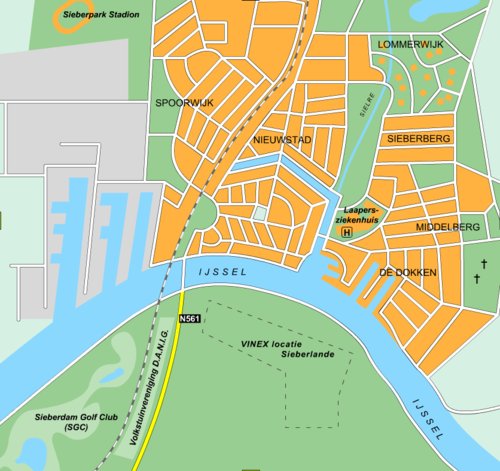 Sieberpark Stadion
LOMMERWIJK
SPOORWIJK
SIELRE
NIEUWSTAD
SIEBERBERG
Laapers-
ziekenhuis
H
MIDDELBERG
IJSSEL
DE DOKKEN
N561
VINEX locatie
Sieberlande
Volkstuinvereniging D.A.N.I.G.
Sieberdam Golf Club
(SGC)
IJSSEL